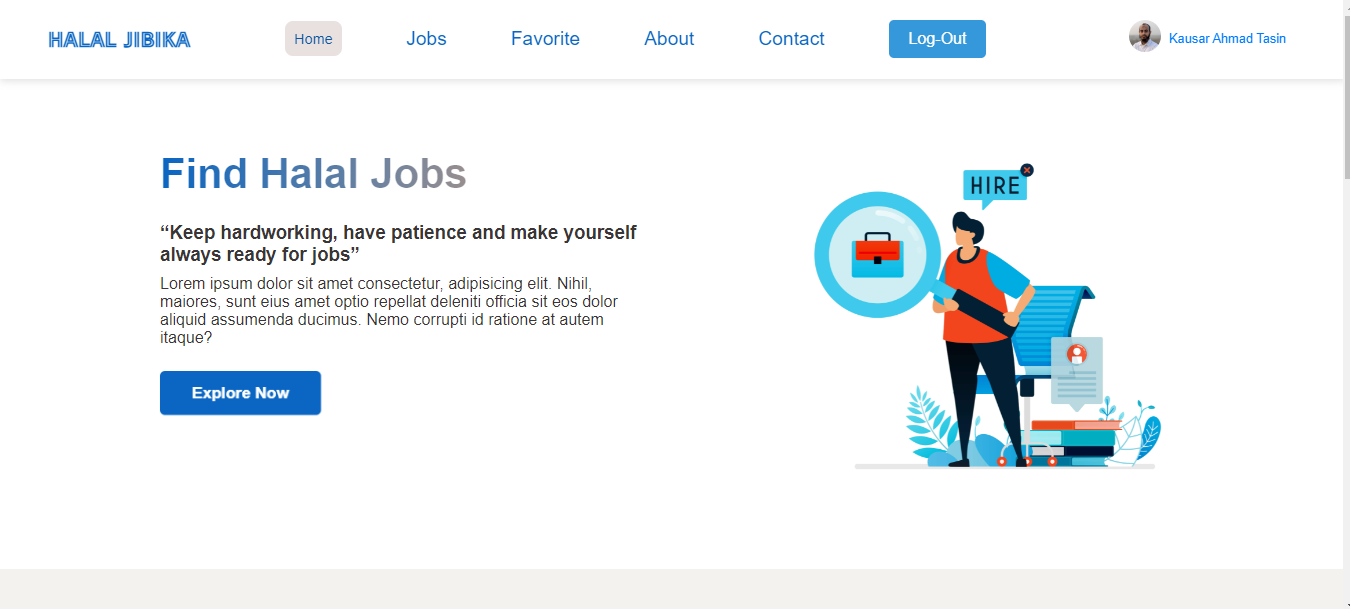 HALAL JIBIKA
Home
Jobs
Favorite
About
Contact
Log-Out
Kausar Ahmad Tasin
Find Halal Jobs
HIRE
“Keep hardworking, have patience and make yourself
always ready for jobs”
Lorem ipsum dolor sit amet consectetur, adipisicing elit. Nihil,
maiores, sunt eius amet optio repellat deleniti officia sit eos dolor
aliquid assumenda ducimus. Nemo corrupti id ratione at autem
itaque?
Explore Now